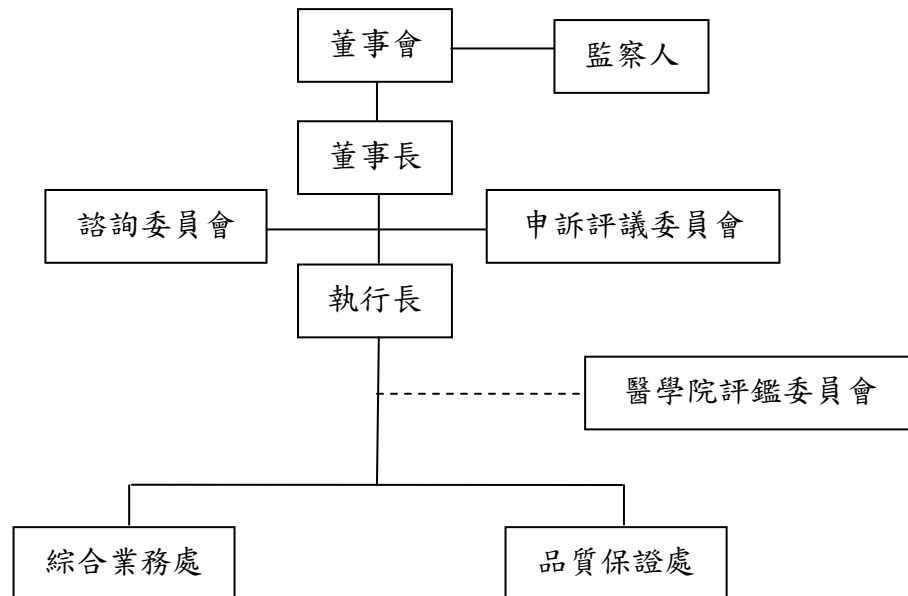 董事會
監察人
董事長
諮詢委員會
申訴評議委員會
執行長
醫學院評鑑委員會
綜合業務處
品質保證處